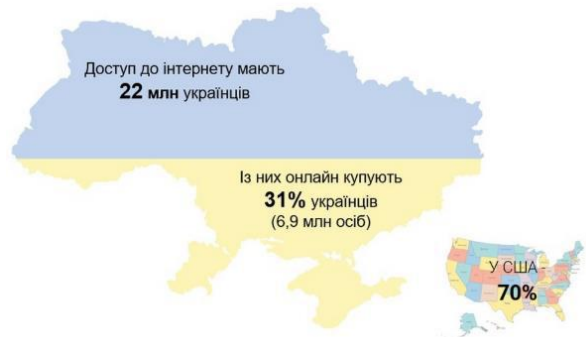 Доступ до інтернету мають
22 млн українців
Із них онлайн купують
31% українців
(6,9 млн осіб)
У США -
70%